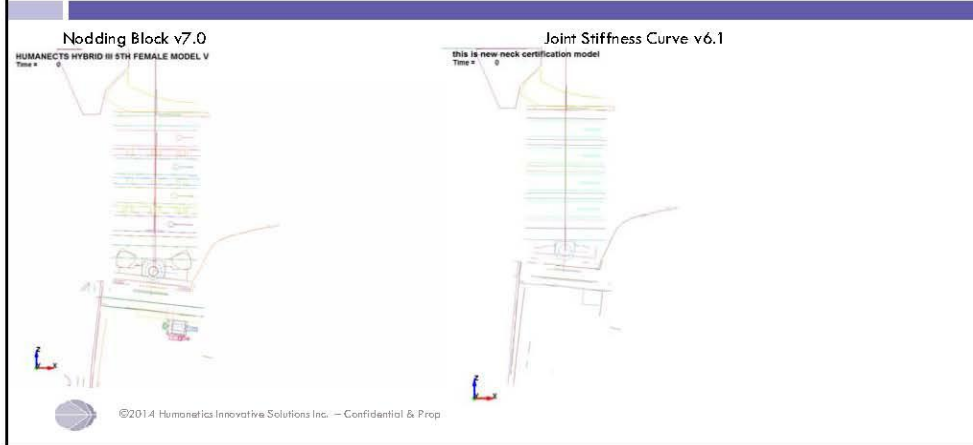 Nodding Block v7.0
HUMANECTS HYBRID III 5TH FEMALE MODEL V
Time = 0
Joint Stiffness Curve v6.1
this is new neck certification model
Time = 0
Z
Y X
Z
Y X
©2014 Humanetics Innovative Solutions Inc. – Confidential & Prop